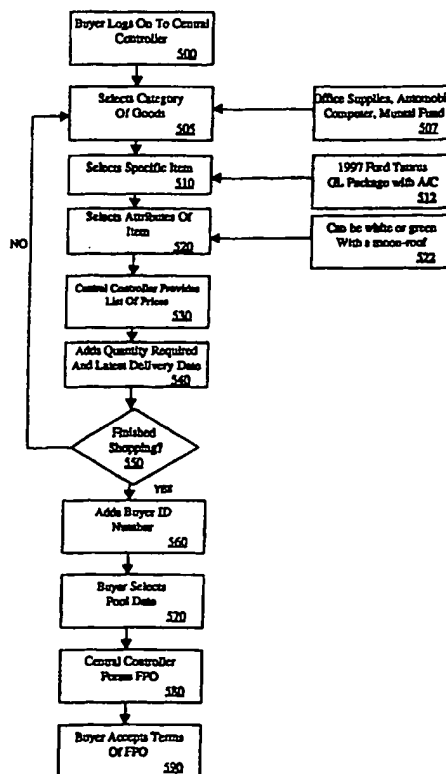 Buyer Logs On To Central
Controller
500
Selects Category
Of Goods
505
Office Supplies, Automobile
Computer, Mutual Fund
507
Selects Specific Item
510
1997 Ford Taurus
GL Package with A/C
512
Selects Attributes Of
Item
520
Can be white or green
With a moon-roof
522
NO
Central Controller Provides
List Of Prices
530
Adds Quantity Required
And Latest Delivery Date
540
Finished
Shopping?
550
YES
Adds Buyer ID
Number
560
Buyer Selects
Pool Date
570
Central Controller
Forms FPO
580
Buyer Accepts Terms
Of FPO
590